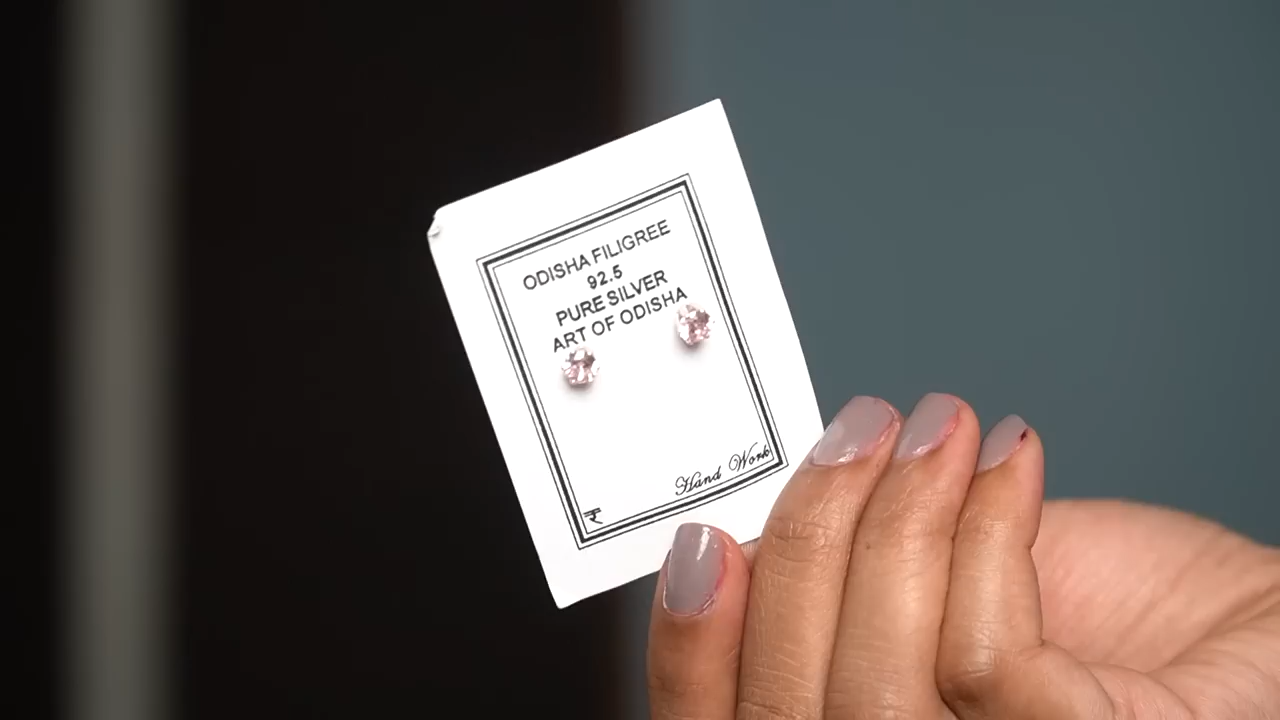 ODISHA FILIGREE
92.5
PURE SILVER
ART OF ODISHA
Hand Work
₹